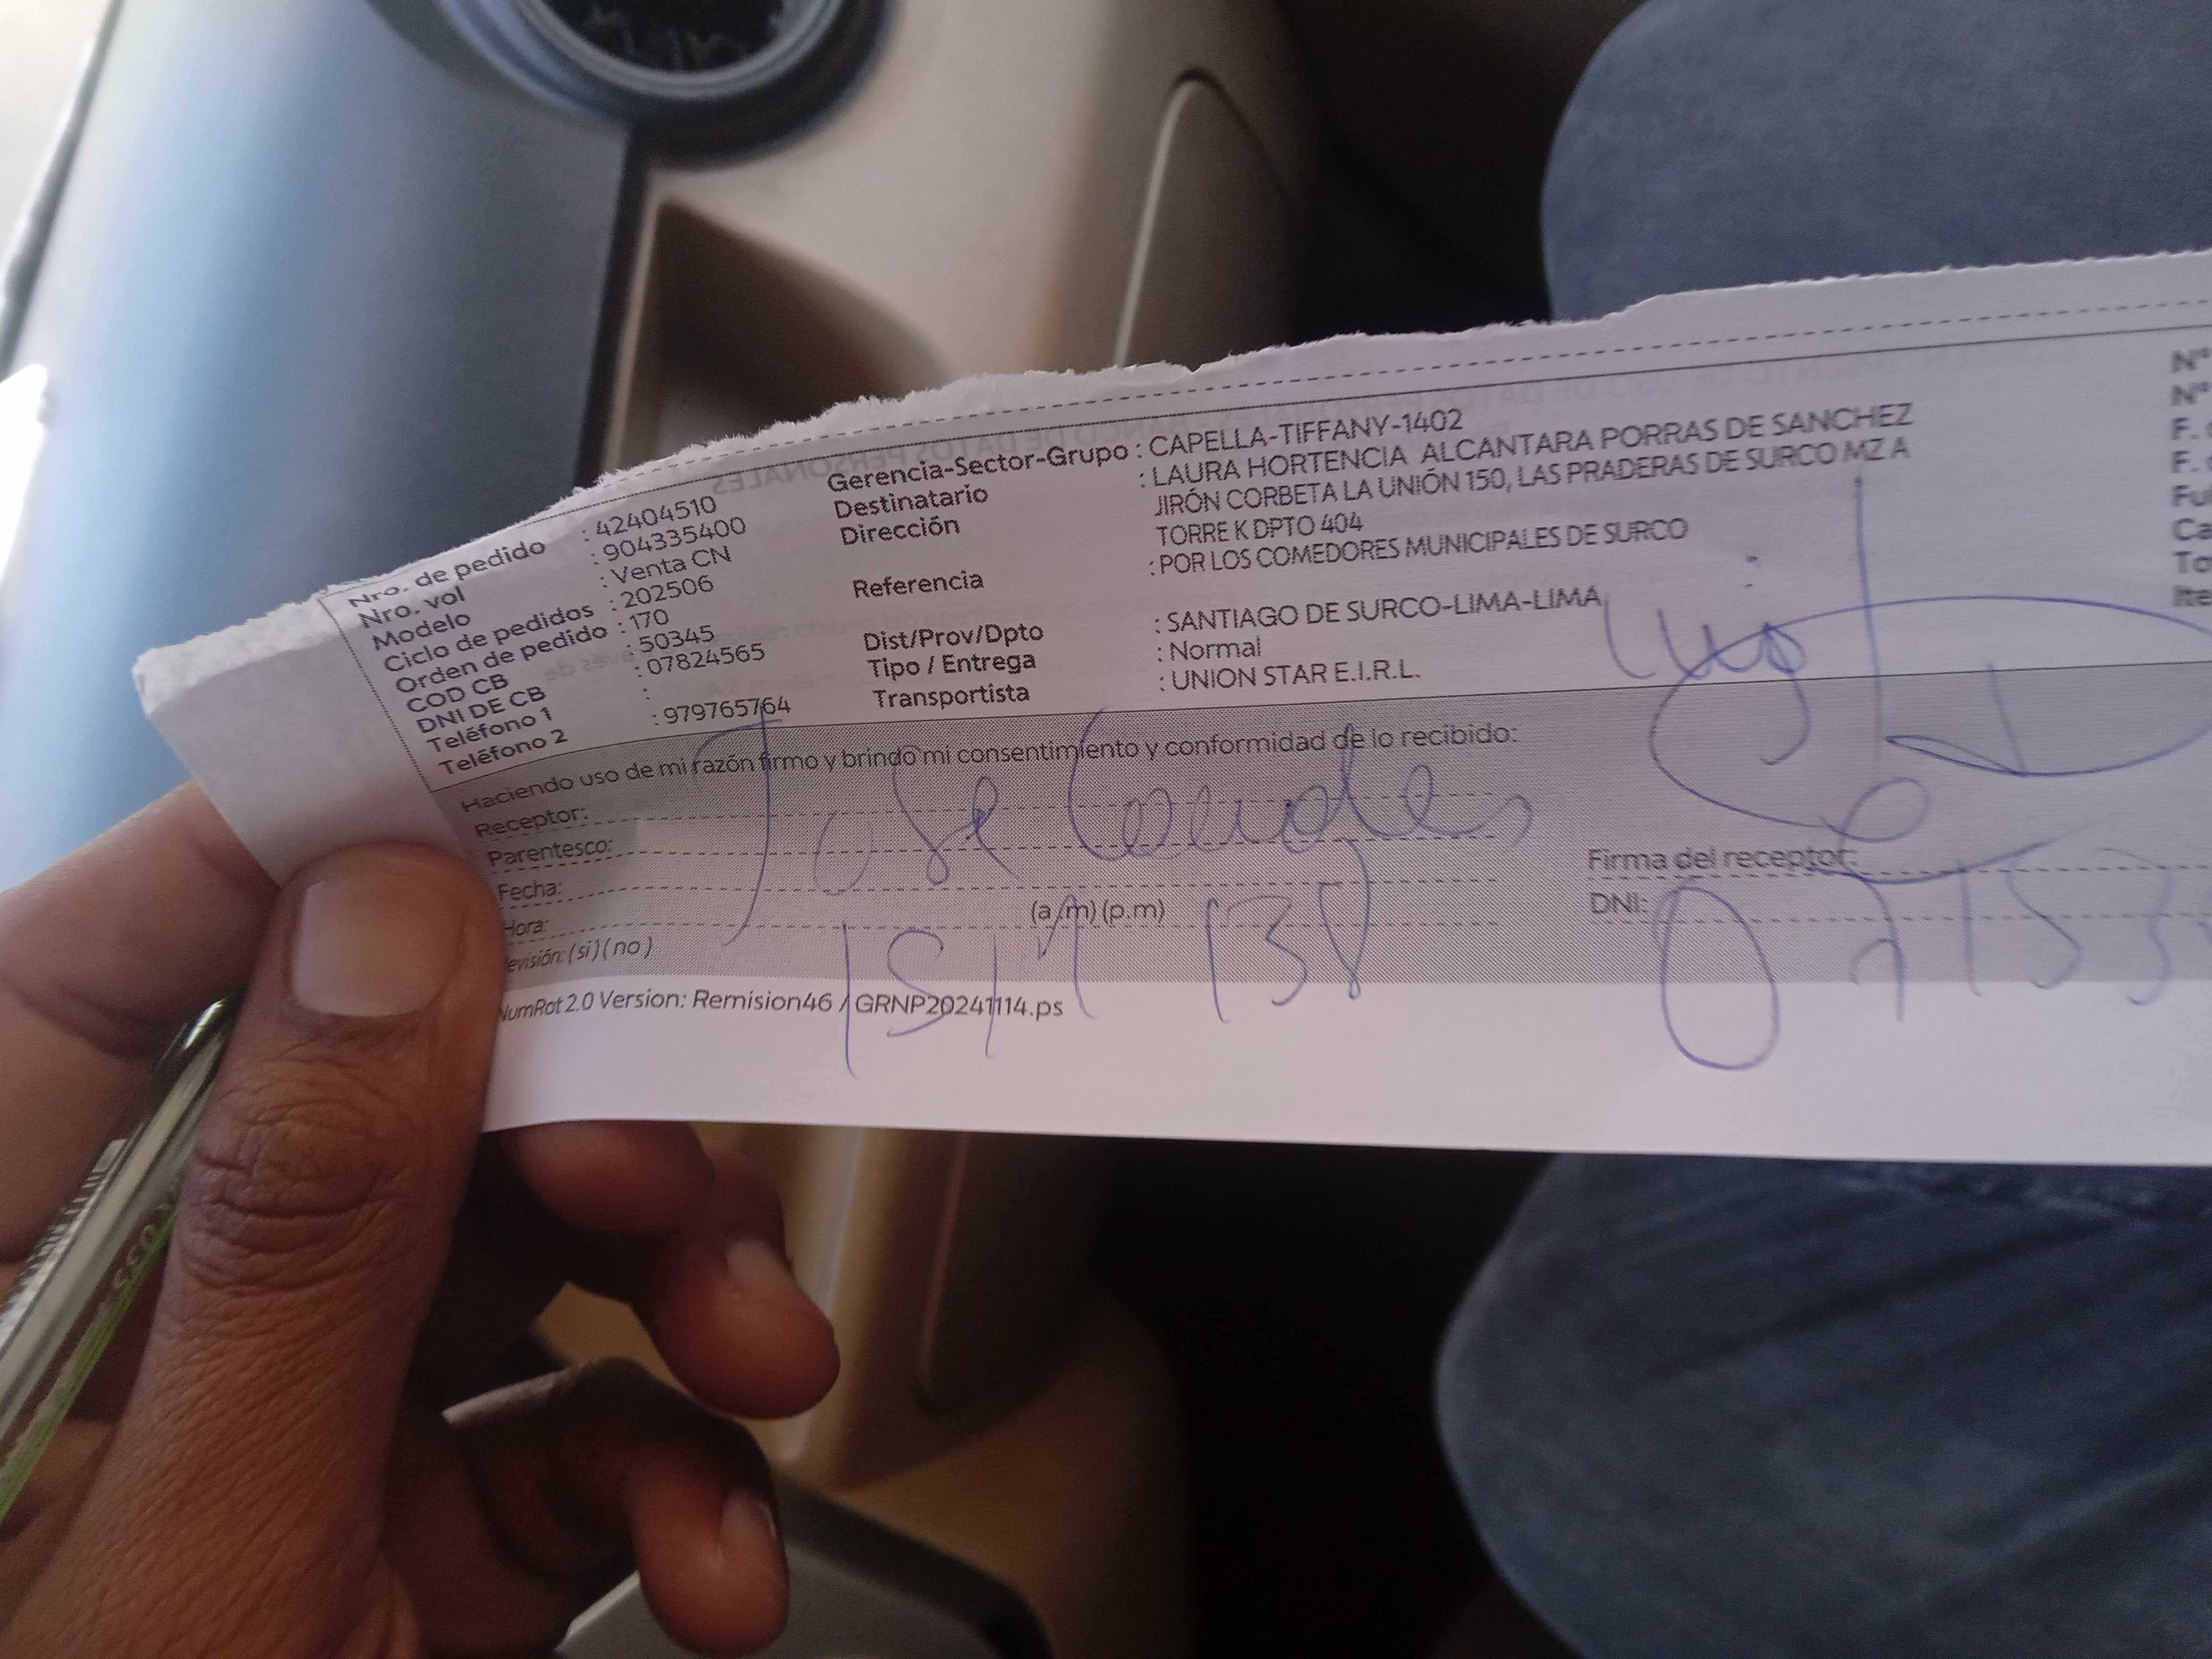 Nro. de pedido : 42404510
Nro. vol : 904335400
Modelo : Venta CN
Ciclo de pedidos : 202506
Orden de pedido : 170
COD CB : 50345
DNI DE CB : 07824565
Teléfono 1 :
Teléfono 2 : 979765764
Gerencia-Sector-Grupo : CAPELLA-TIFFANY-1402
Destinatario : LAURA HORTENCIA ALCANTARA PORRAS DE SANCHEZ
Dirección JIRÓN CORBETA LA UNIÓN 150, LAS PRADERAS DE SURCO MZ A
TORRE K DPTO 404
Referencia : POR LOS COMEDORES MUNICIPALES DE SURCO
Dist/Prov/Dpto : SANTIAGO DE SURCO-LIMA-LIMA
Tipo / Entrega : Normal
Transportista : UNION STAR E.I.R.L.
N°
N°
F.
F.
Haciendo uso de mi razón firmo y brindo mi consentimiento y conformidad de lo recibido:
Receptor:
Parentesco:
Jose
Fecha:
Hora: (a.m) (p.m)
evisión: (si) (no)
Firma del receptor:
DNI:
NumRot 2.0 Version: Remision46 / GRNP20241114.ps